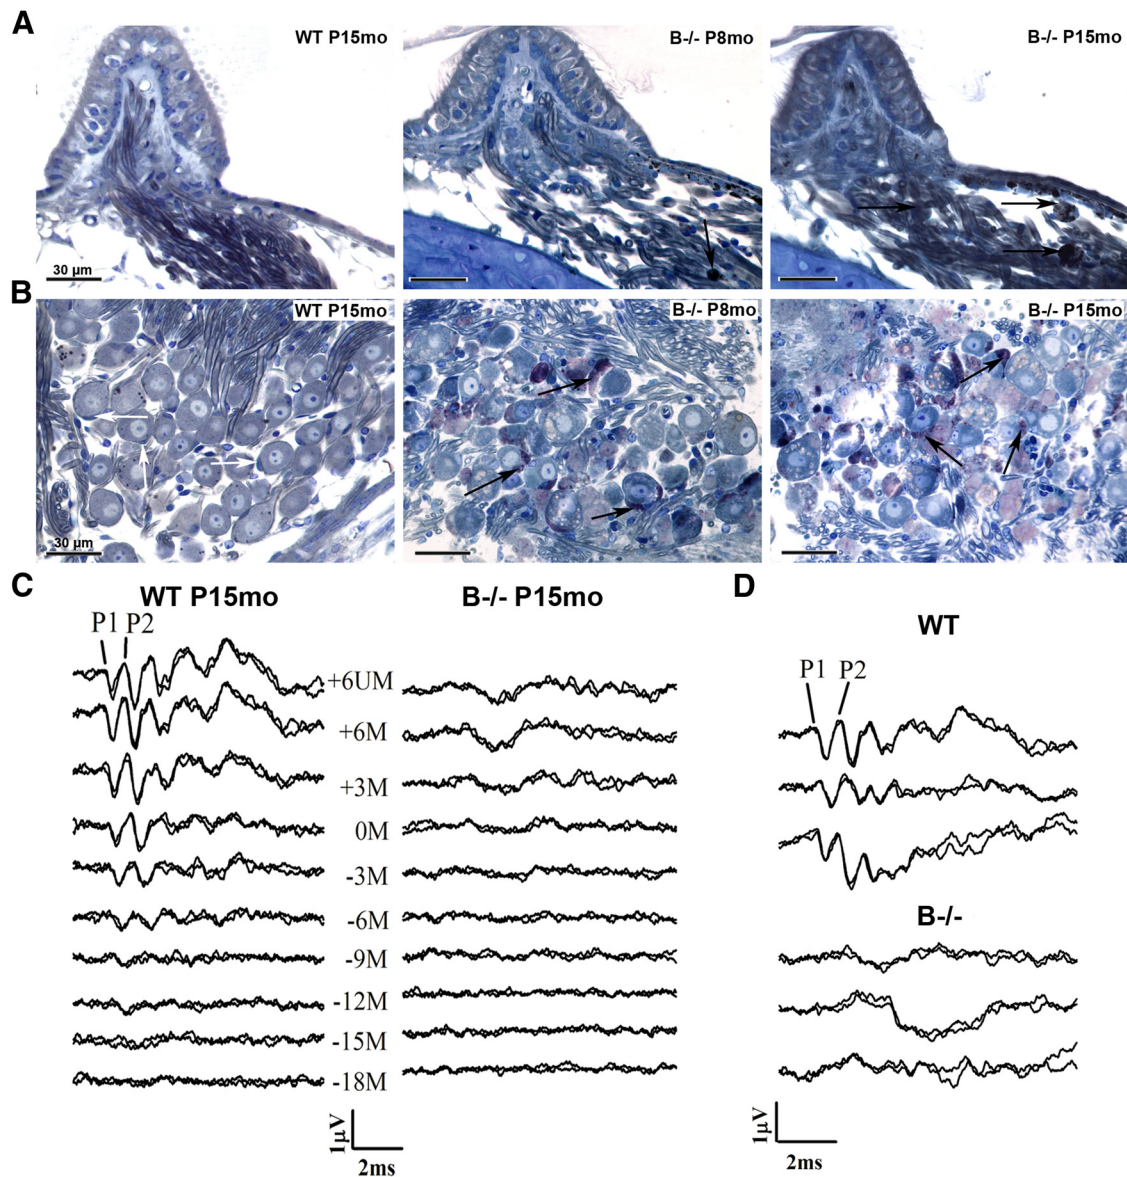 A
WT P15mo
B-/- P8mo
B-/- P15mo
30 µm
B
WT P15mo
B-/- P8mo
B-/- P15mo
30 µm
C
WT P15mo
B-/- P15mo
D
WT
P1 P2
+6UM
+6M
+3M
0M
-3M
-6M
-9M
-12M
-15M
-18M
1µV
2ms
P1 P2
B-/-
1µV
2ms